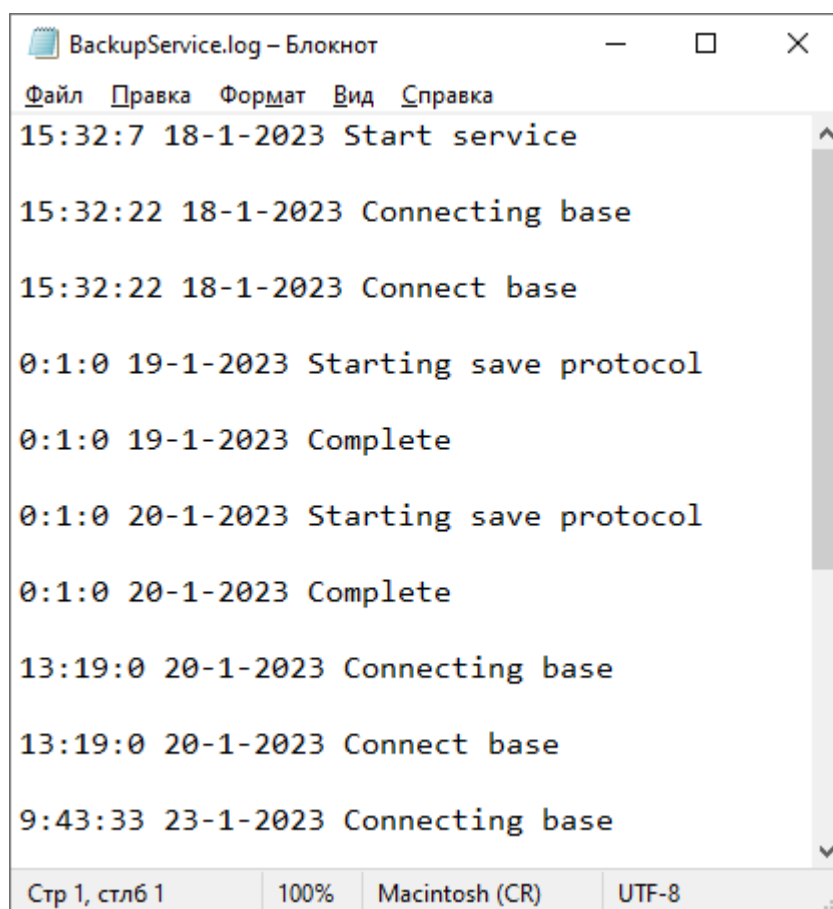 BackupService.log – Блокнот
Файл Правка Формат Вид Справка
15:32:7 18-1-2023 Start service
15:32:22 18-1-2023 Connecting base
15:32:22 18-1-2023 Connect base
0:1:0 19-1-2023 Starting save protocol
0:1:0 19-1-2023 Complete
0:1:0 20-1-2023 Starting save protocol
0:1:0 20-1-2023 Complete
13:19:0 20-1-2023 Connecting base
13:19:0 20-1-2023 Connect base
9:43:33 23-1-2023 Connecting base
Стр 1, стлб 1 100% Macintosh (CR) UTF-8